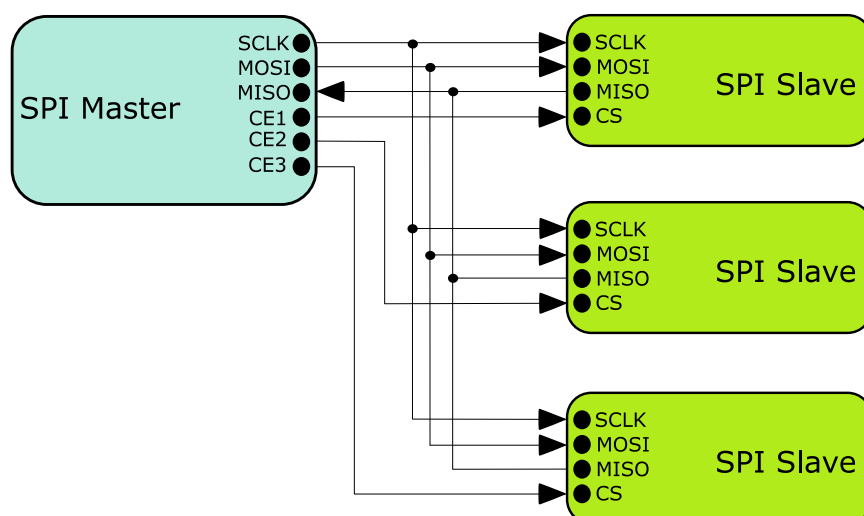 SPI Master
SCLK
MOSI
MISO
CE1
CE2
CE3
SCLK
MOSI
MISO
CS
SPI Slave
SCLK
MOSI
MISO
CS
SPI Slave
SCLK
MOSI
MISO
CS
SPI Slave